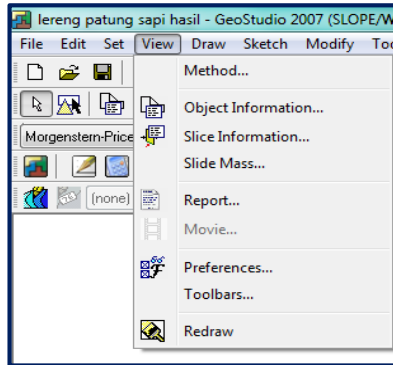 lereng patung sapi hasil - GeoStudio 2007 (SLOPE/W
File Edit Set View Draw Sketch Modify Too
Method...
Object Information...
Slice Information...
Morgenstern-Price
Slide Mass...
Report...
(none)
Movie...
Preferences...
Toolbars...
Redraw